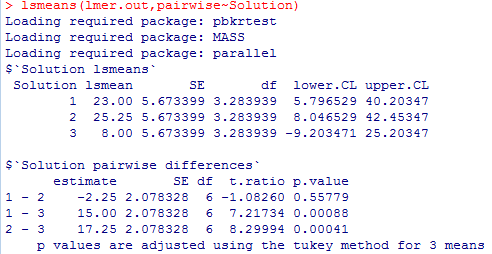 > lsmeans(lmer.out,pairwise~Solution)
Loading required package: pbkrtest
Loading required package: MASS
Loading required package: parallel
$`Solution lsmeans`
Solution lsmean SE df lower.CL upper.CL
1 23.00 5.673399 3.283939 5.796529 40.20347
2 25.25 5.673399 3.283939 8.046529 42.45347
3 8.00 5.673399 3.283939 -9.203471 25.20347
$`Solution pairwise differences`
estimate SE df t.ratio p.value
1 - 2 -2.25 2.078328 6 -1.08260 0.55779
1 - 3 15.00 2.078328 6 7.21734 0.00088
2 - 3 17.25 2.078328 6 8.29994 0.00041
p values are adjusted using the tukey method for 3 means